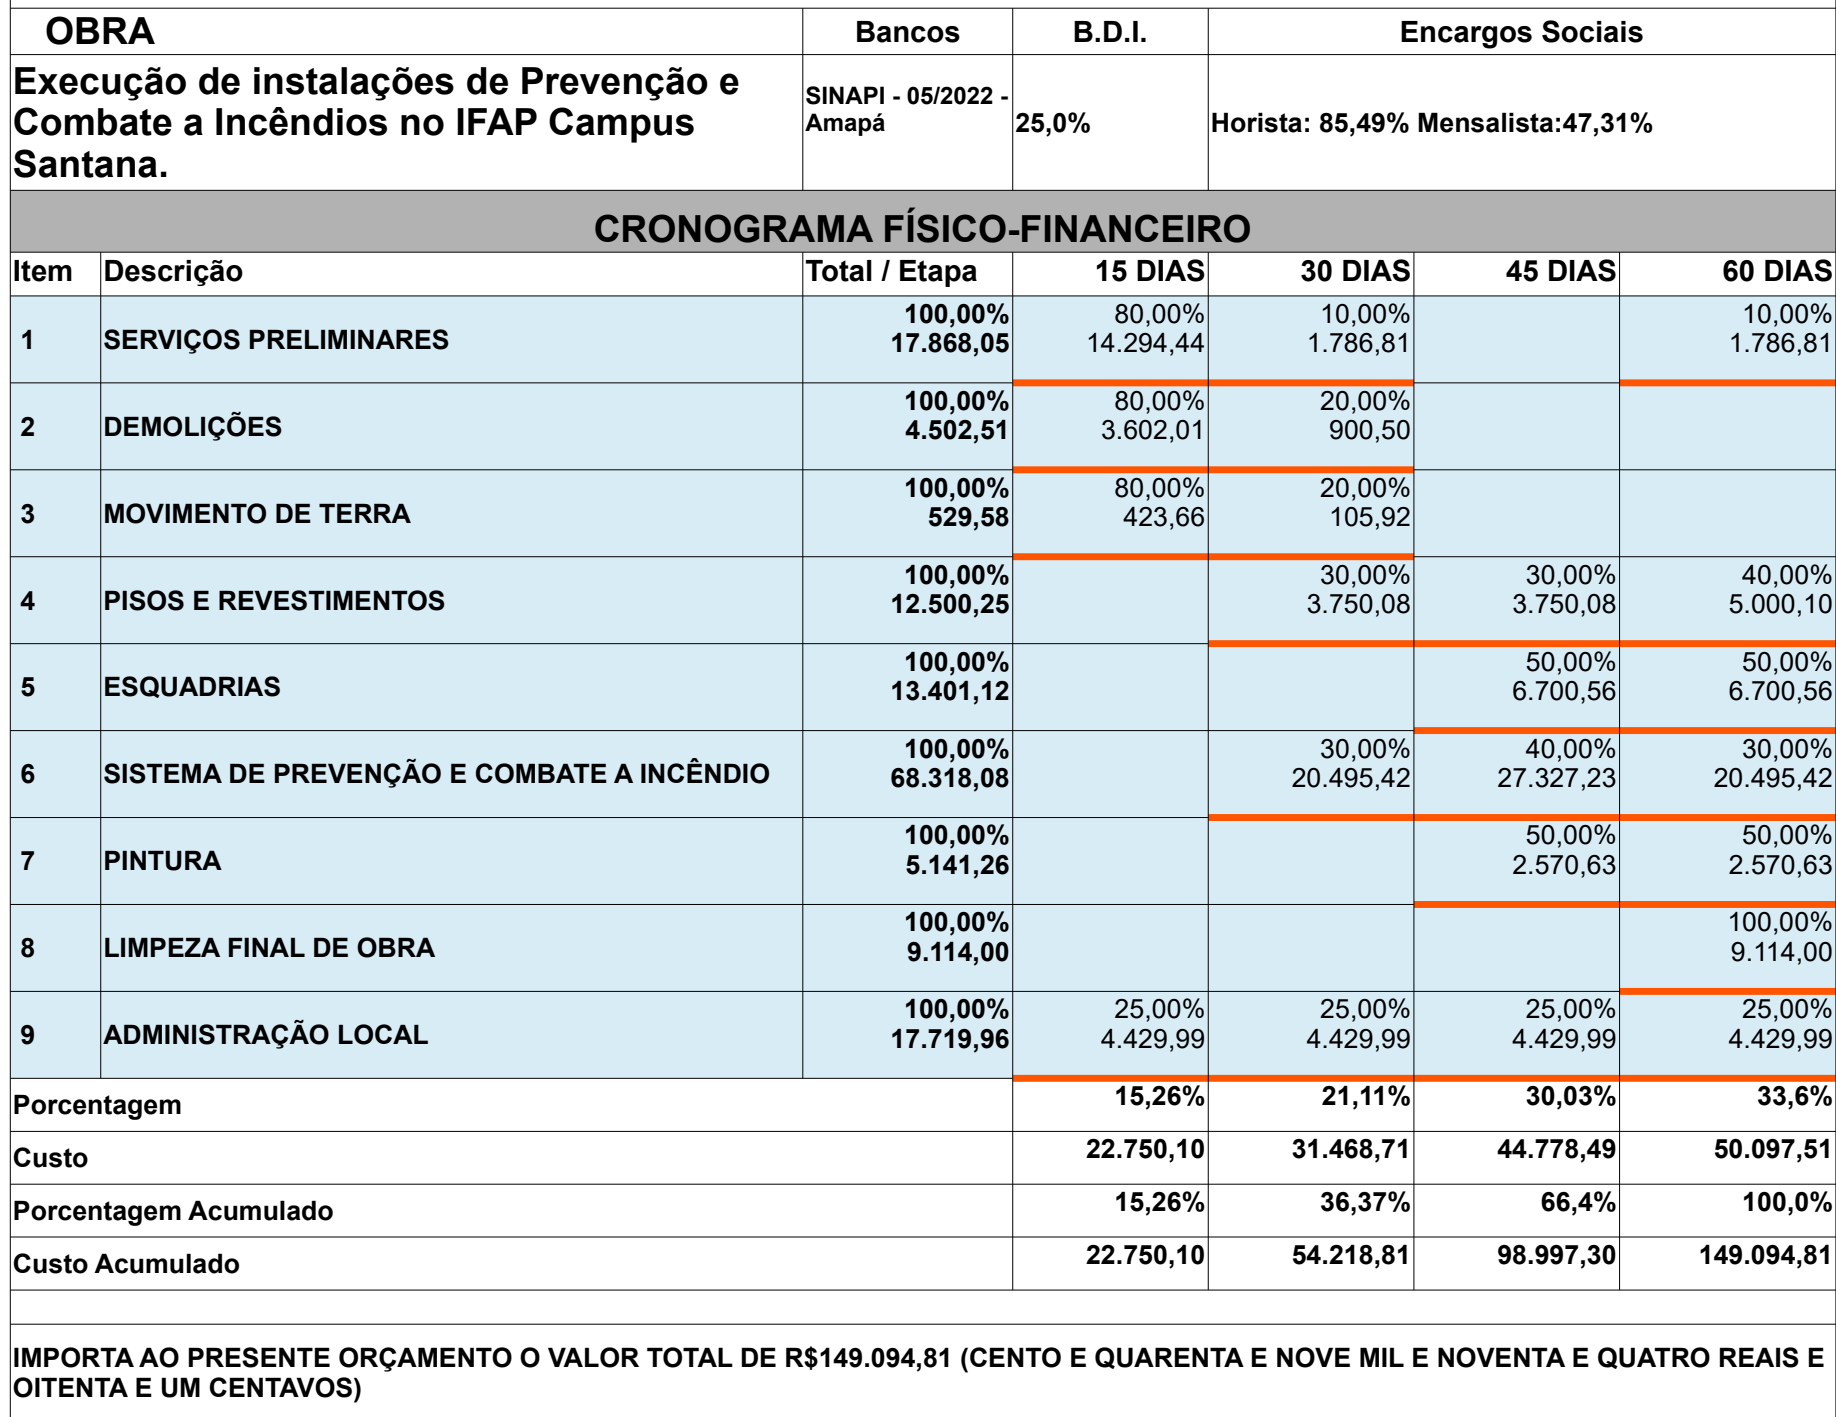 OBRA Bancos B.D.I. Encargos Sociais
Execução de instalações de Prevenção e
Combate a Incêndios no IFAP Campus
Santana.
SINAPI - 05/2022 -
Amapá
25,0%
Horista: 85,49% Mensalista:47,31%
CRONOGRAMA FÍSICO-FINANCEIRO
Item Descrição Total / Etapa 15 DIAS 30 DIAS 45 DIAS 60 DIAS
100,00% 80,00% 10,00% 10,00%
1 SERVIÇOS PRELIMINARES 17.868,05 14.294,44 1.786,81 1.786,81
100,00% 80,00% 20,00%
2 DEMOLIÇÕES 4.502,51 3.602,01 900,50
100,00% 80,00% 20,00%
3 MOVIMENTO DE TERRA 529,58 423,66 105,92
100,00% 30,00% 30,00% 40,00%
4 PISOS E REVESTIMENTOS 12.500,25 3.750,08 3.750,08 5.000,10
100,00% 50,00% 50,00%
5 ESQUADRIAS 13.401,12 6.700,56 6.700,56
100,00% 30,00% 40,00% 30,00%
6 SISTEMA DE PREVENÇÃO E COMBATE A INCÊNDIO 68.318,08 20.495,42 27.327,23 20.495,42
100,00% 50,00% 50,00%
7 PINTURA 5.141,26 2.570,63 2.570,63
100,00% 100,00%
8 LIMPEZA FINAL DE OBRA 9.114,00 9.114,00
100,00% 25,00% 25,00% 25,00% 25,00%
9 ADMINISTRAÇÃO LOCAL 17.719,96 4.429,99 4.429,99 4.429,99 4.429,99
Porcentagem 15,26% 21,11% 30,03% 33,6%
Custo 22.750,10 31.468,71 44.778,49 50.097,51
Porcentagem Acumulado 15,26% 36,37% 66,4% 100,0%
Custo Acumulado 22.750,10 54.218,81 98.997,30 149.094,81
IMPORTA AO PRESENTE ORÇAMENTO O VALOR TOTAL DE R$149.094,81 (CENTO E QUARENTA E NOVE MIL E NOVENTA E QUATRO REAIS E
OITENTA E UM CENTAVOS)